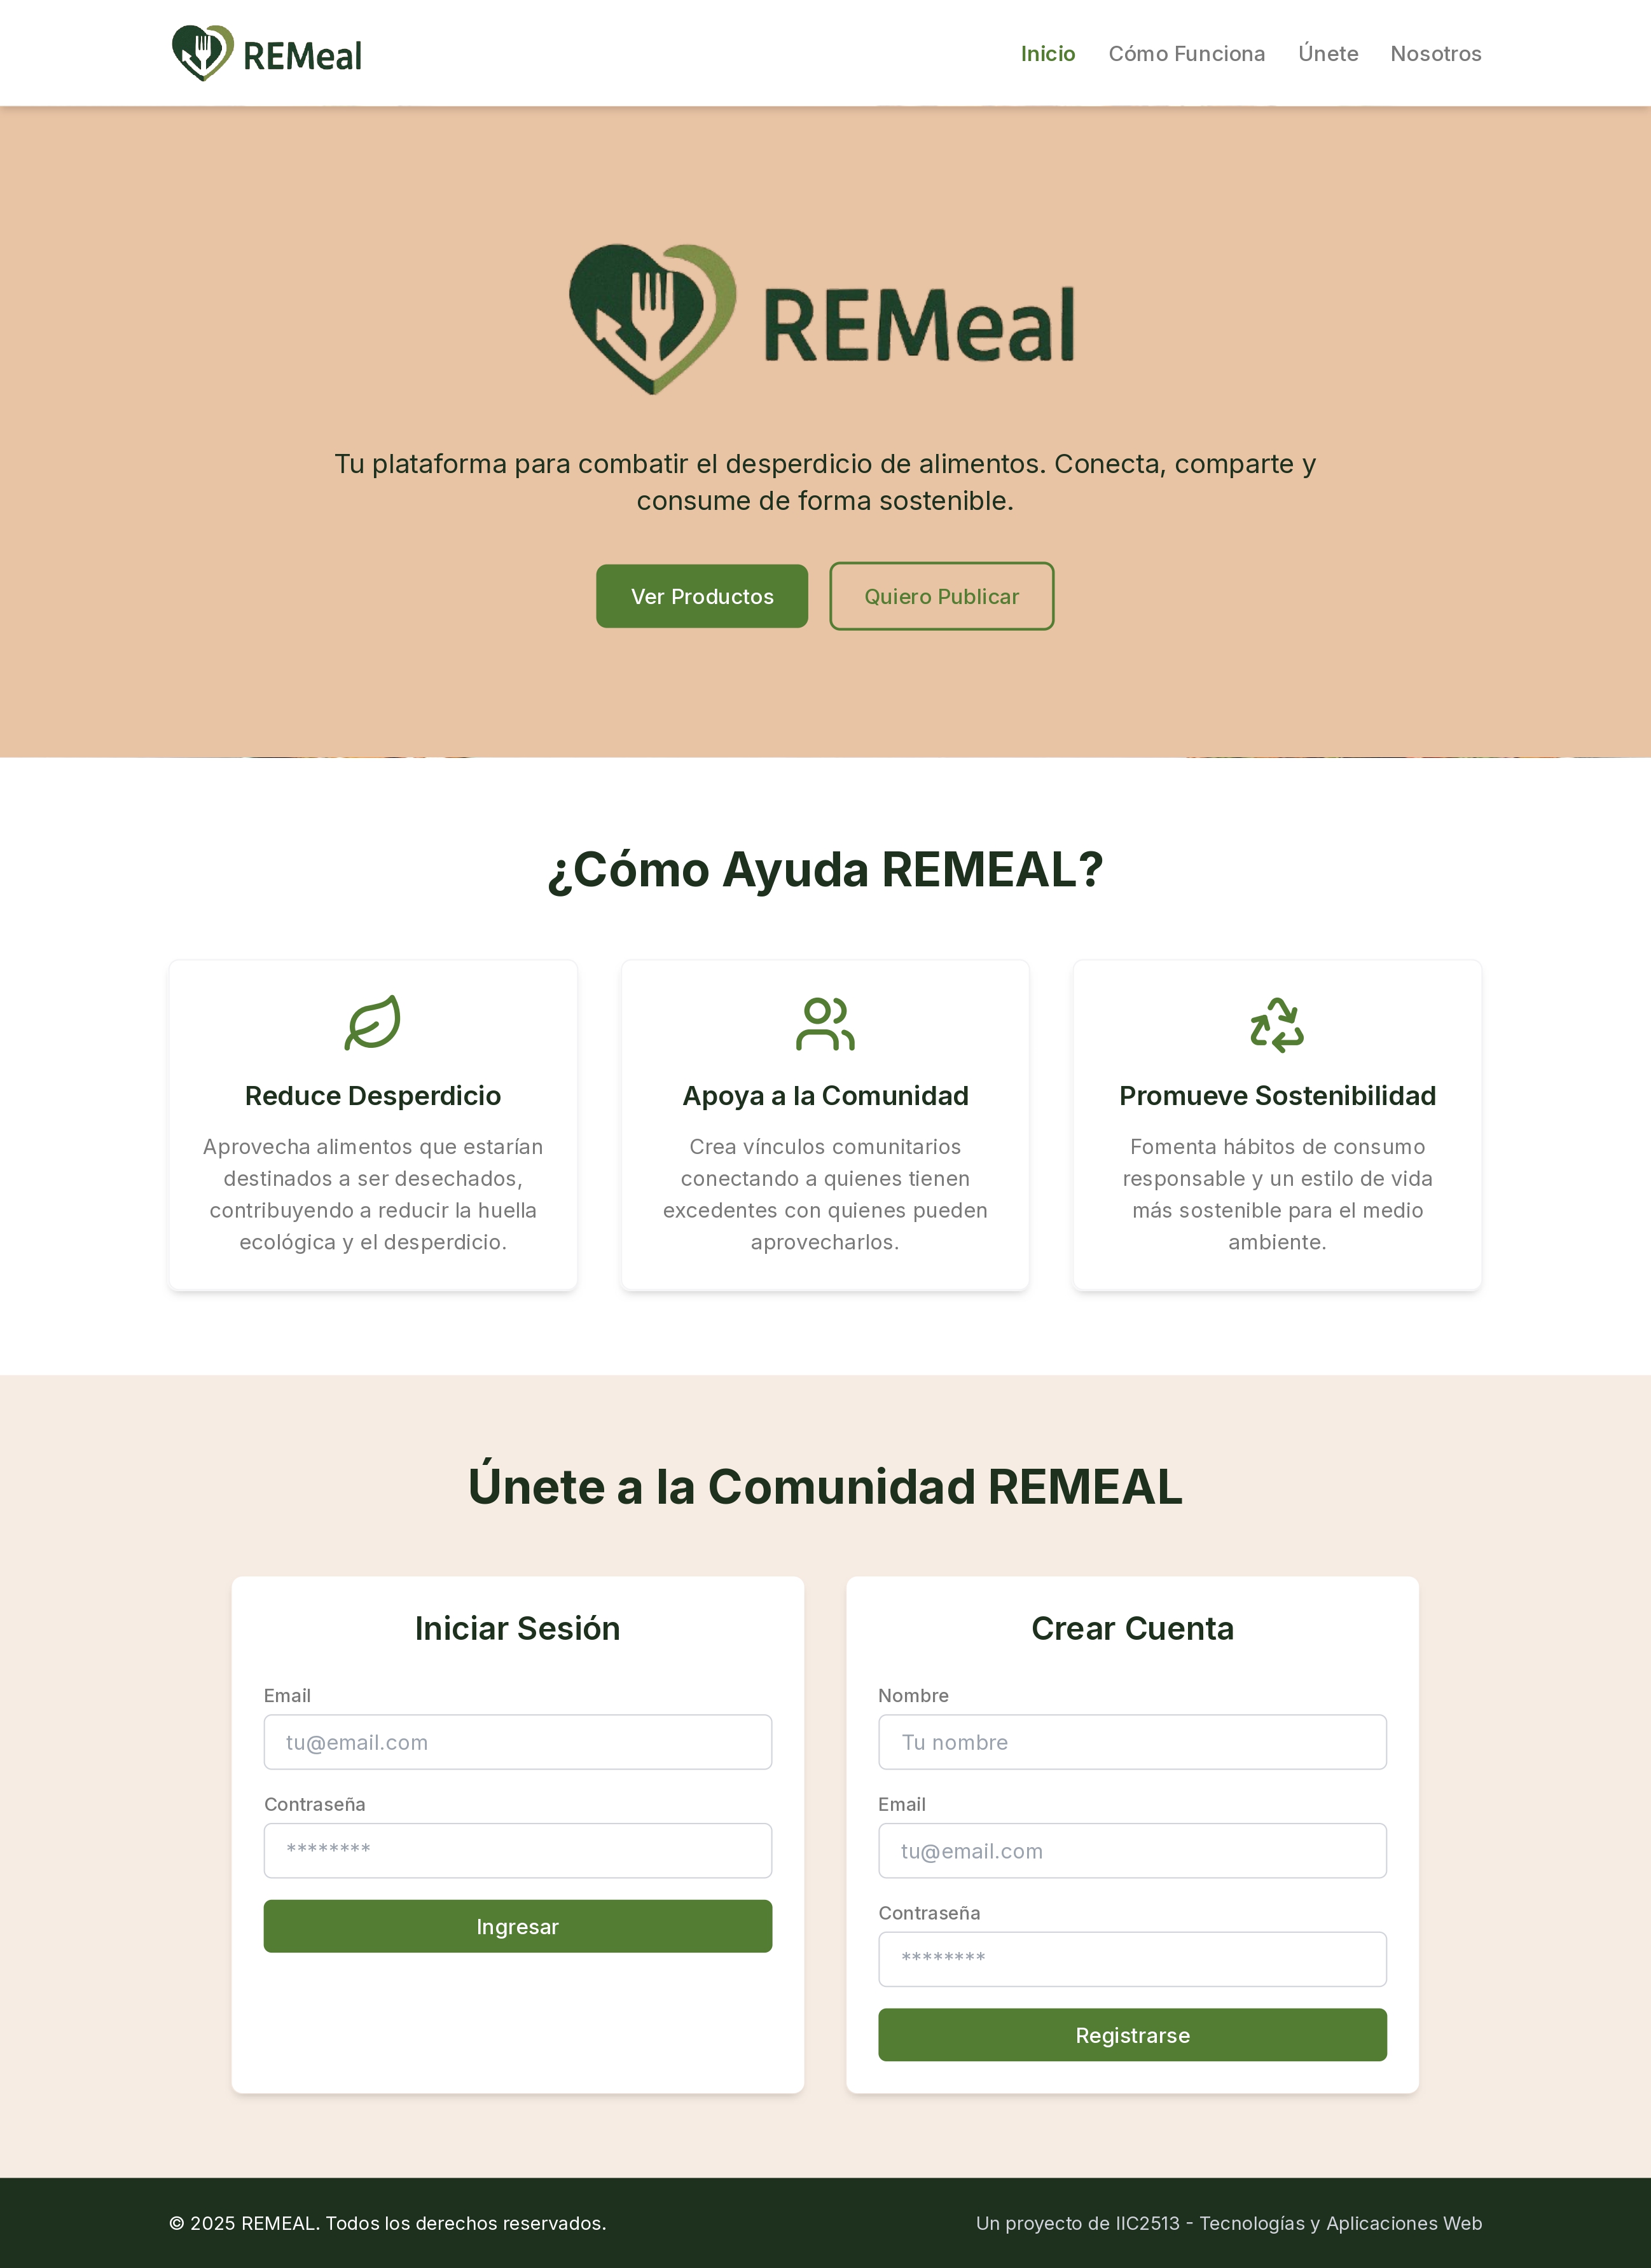 REMeal
Inicio
Cómo Funciona
Únete
Nosotros
REMeal
Tu plataforma para combatir el desperdicio de alimentos. Conecta, comparte y
consume de forma sostenible.
Ver Productos
Quiero Publicar
¿Cómo Ayuda REMEAL?
Reduce Desperdicio
Aprovecha alimentos que estarían
destinados a ser desechados,
contribuyendo a reducir la huella
ecológica y el desperdicio.
Apoya a la Comunidad
Crea vínculos comunitarios
conectando a quienes tienen
excedentes con quienes pueden
aprovecharlos.
Promueve Sostenibilidad
Fomenta hábitos de consumo
responsable y un estilo de vida
más sostenible para el medio
ambiente.
Únete a la Comunidad REMEAL
Iniciar Sesión
Email
tu@email.com
Contraseña
********
Ingresar
Crear Cuenta
Nombre
Tu nombre
Email
tu@email.com
Contraseña
********
Registrarse
© 2025 REMEAL. Todos los derechos reservados.
Un proyecto de IIC2513 - Tecnologías y Aplicaciones Web